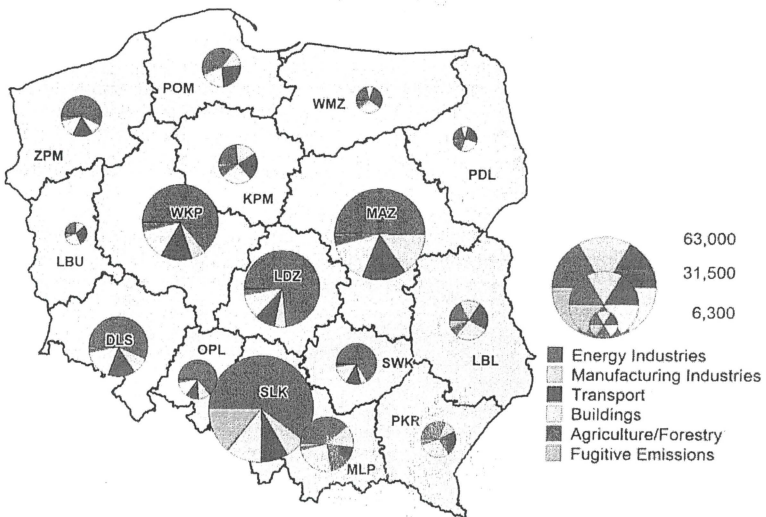 POM
WMZ
ZPM
PDL
KPM
WKP
MAZ
LBU
LDZ
DLS
OPL
SWK
LBL
SLK
PKR
MLP
63,000
31,500
6,300
Energy Industries
Manufacturing Industries
Transport
Buildings
Agriculture/Forestry
Fugitive Emissions